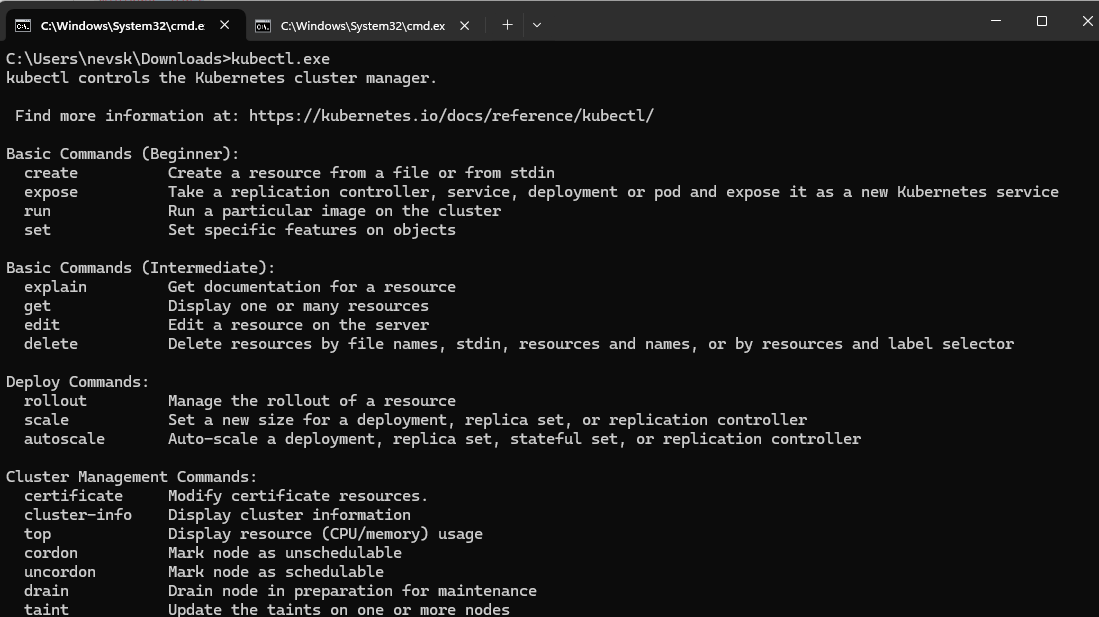 C:\Windows\System32\cmd.e
C:\Windows\System32\cmd.ex
C:\Users\nevsk\Downloads>kubectl.exe
kubectl controls the Kubernetes cluster manager.
Find more information at: https://kubernetes.io/docs/reference/kubectl/
Basic Commands (Beginner):
create Create a resource from a file or from stdin
expose Take a replication controller, service, deployment or pod and expose it as a new Kubernetes service
run Run a particular image on the cluster
set Set specific features on objects
Basic Commands (Intermediate):
explain Get documentation for a resource
get Display one or many resources
edit Edit a resource on the server
delete Delete resources by file names, stdin, resources and names, or by resources and label selector
Deploy Commands:
rollout Manage the rollout of a resource
scale Set a new size for a deployment, replica set, or replication controller
autoscale Auto-scale a deployment, replica set, stateful set, or replication controller
Cluster Management Commands:
certificate Modify certificate resources.
cluster-info Display cluster information
top Display resource (CPU/memory) usage
cordon Mark node as unschedulable
uncordon Mark node as schedulable
drain Drain node in preparation for maintenance
taint Update the taints on one or more nodes